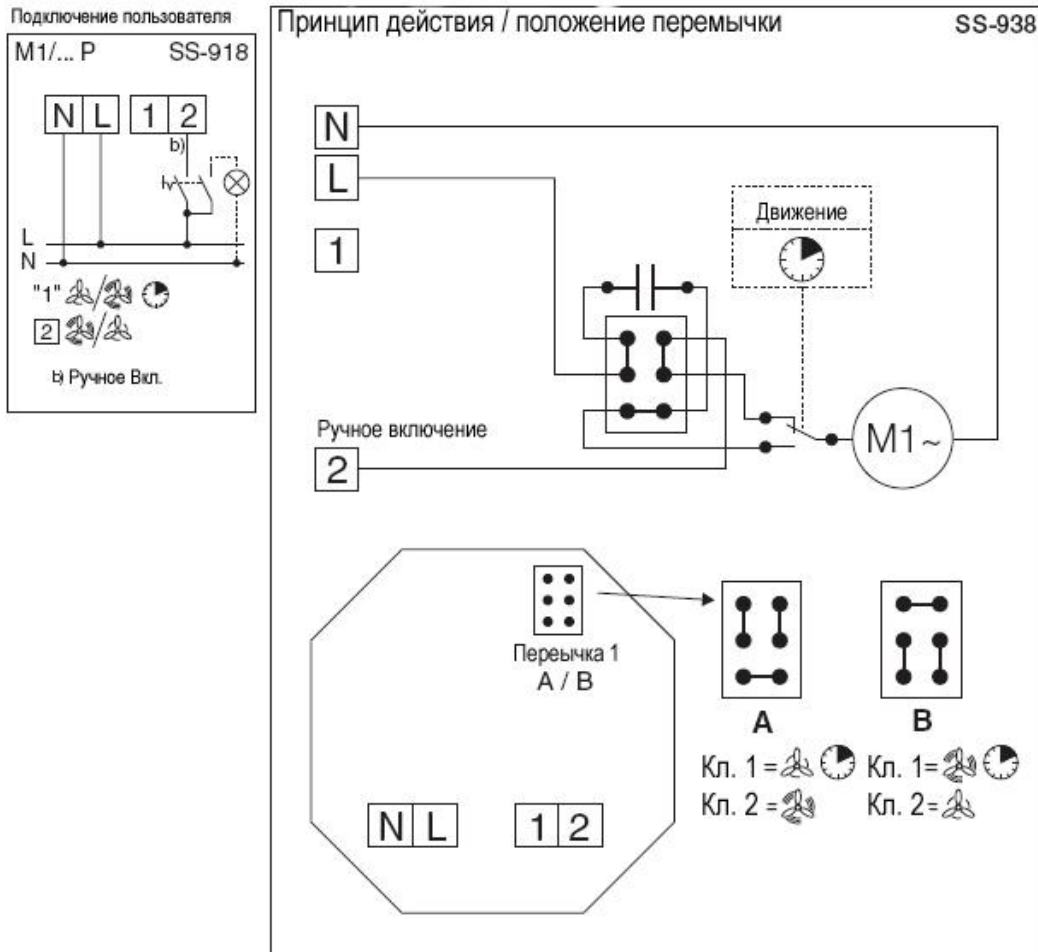 Подключение пользователя
M1/... P SS-918
N L 1 2
b)
L
N
"1" /
2 /
b) Ручное Вкл.
Принцип действия / положение перемычки SS-938
N
L
1
Движение
Ручное включение
2
M1~
Переычка 1
A / B
N L 1 2
A
Кл. 1 =
Кл. 2 =
B
Кл. 1=
Кл. 2=